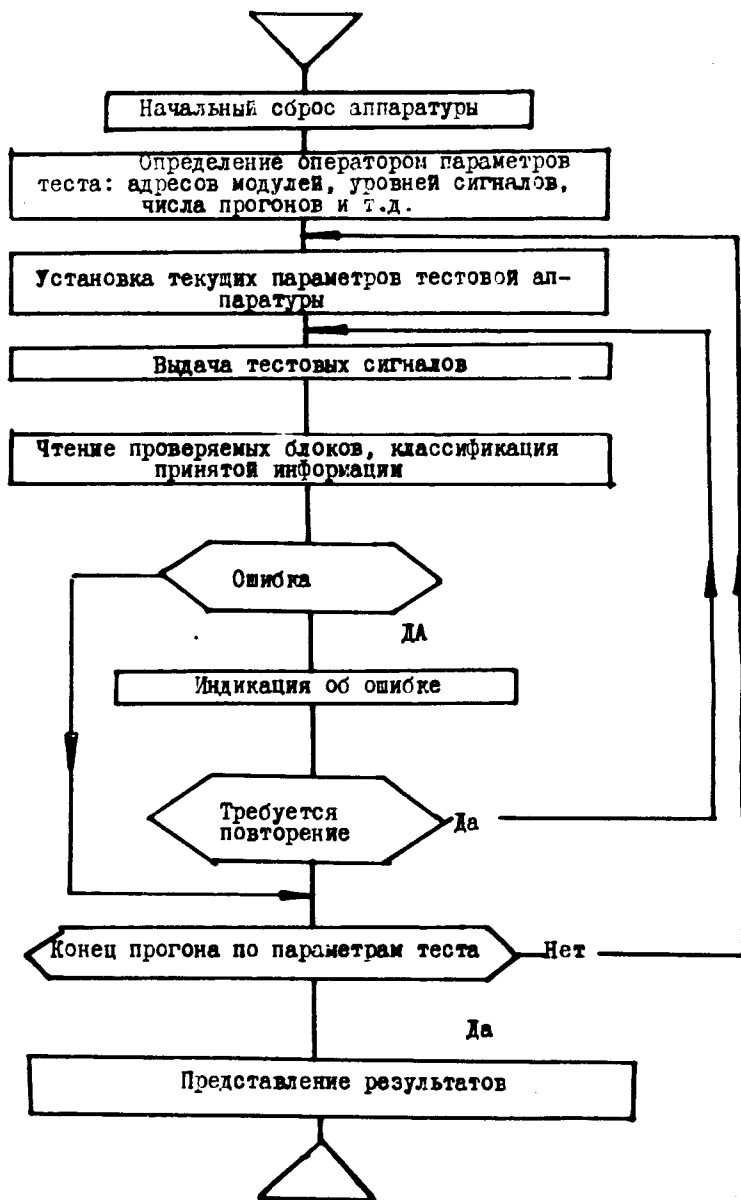 Начальный сброс аппаратуры
Определение оператором параметров
теста: адресов модулей, уровней сигналов,
числа прогонов и т.д.
Установка текущих параметров тестовой ап-
паратуры
Выдача тестовых сигналов
Чтение проверяемых блоков, классификация
принятой информации
Ошибка
ДА
Индикация об ошибке
Требуется
повторение
Да
Конец прогона по параметрам теста
Нет
Да
Представление результатов